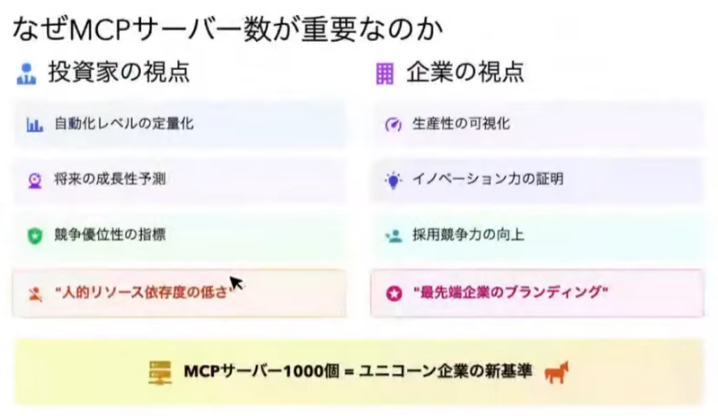 なぜMCPサーバー数が重要なのか
投資家の視点
自動化レベルの定量化
将来の成長性予測
競争優位性の指標
"人的リソース依存度の低さ"
企業の視点
生産性の可視化
イノベーション力の証明
採用競争力の向上
"最先端企業のブランディング"
MCPサーバー1000個 = ユニコーン企業の新基準